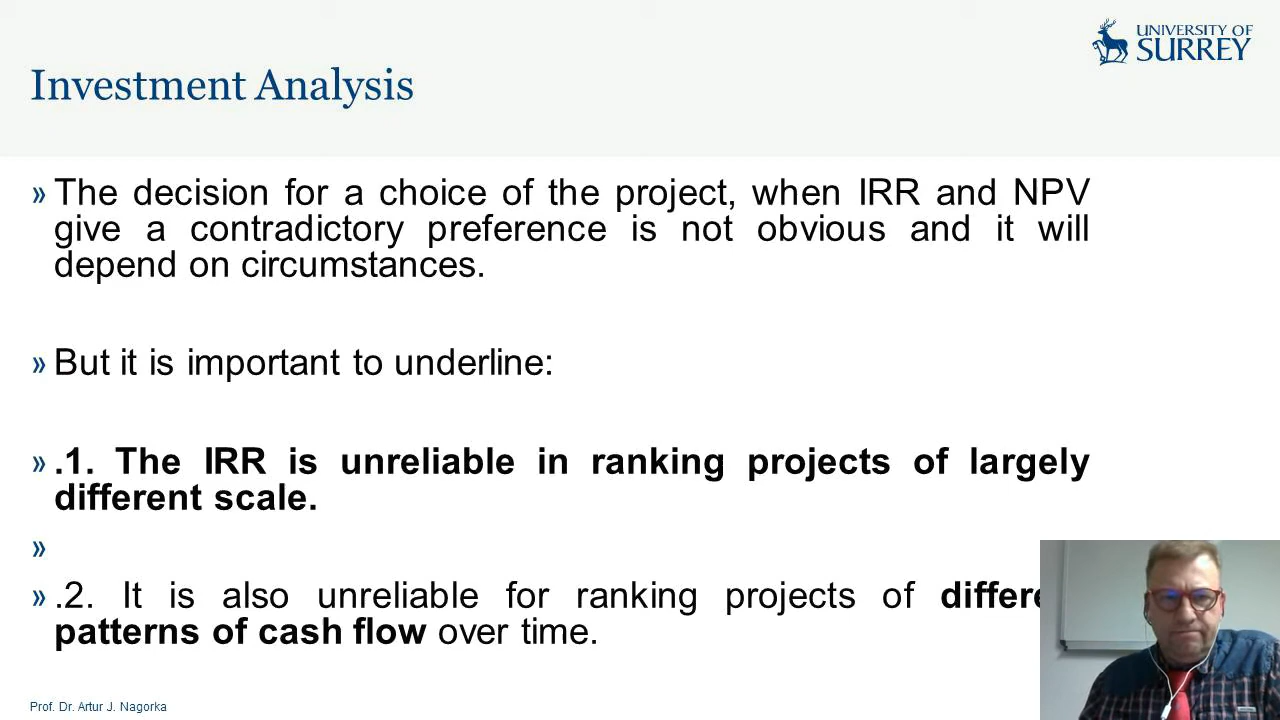 UNIVERSITY OF
SURREY
Investment Analysis
» The decision for a choice of the project, when IRR and NPV
give a contradictory preference is not obvious and it will
depend on circumstances.
» But it is important to underline:
» .1. The IRR is unreliable in ranking projects of largely
different scale.
»
» .2. It is also unreliable for ranking projects of
patterns of cash flow over time.
Prof. Dr. Artur J. Nagorka